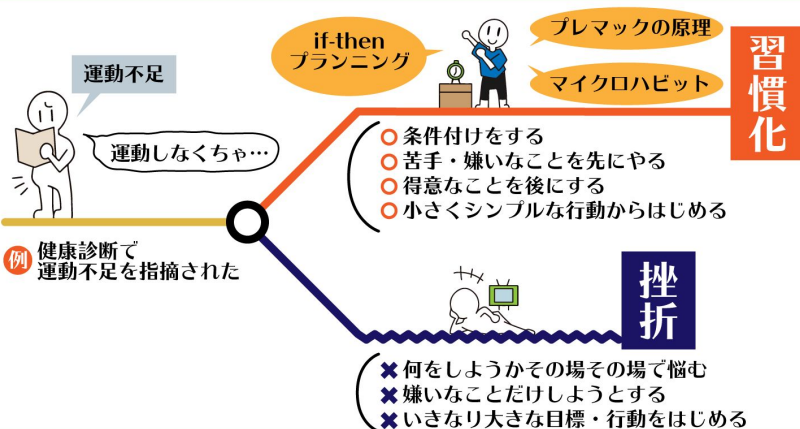 運動不足
運動しなくちゃ…
例
健康診断で
運動不足を指摘された
if-then
プランニング
プレマックの原理
マイクロハビット
習慣化
条件付けをする
苦手・嫌いなことを先にやる
得意なことを後にする
小さくシンプルな行動からはじめる
挫折
何をしようかその場その場で悩む
嫌いなことだけしようとする
いきなり大きな目標・行動をはじめる